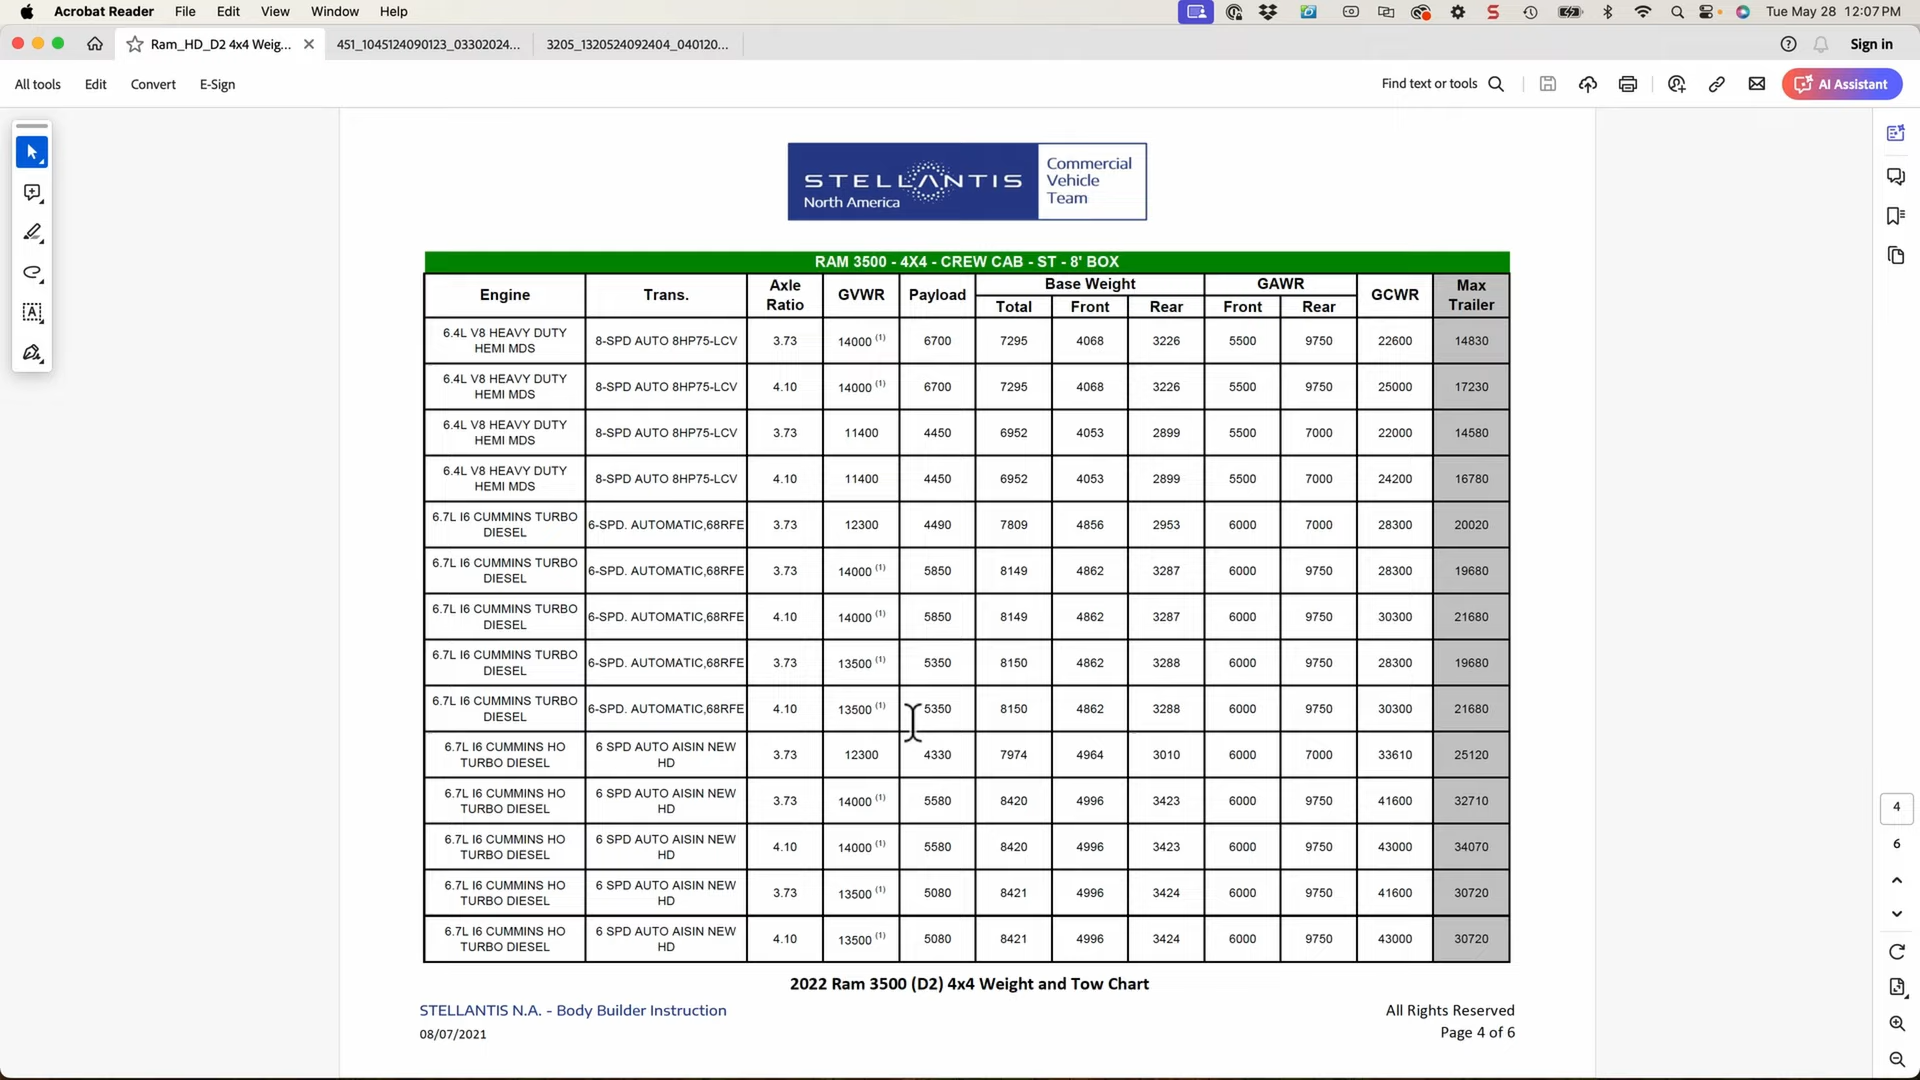 Acrobat Reader File Edit View Window Help Tue May 28 12:07 PM
Ram_HD_D2 4x4 Weig... 451_1045124090123_03302024... 3205_1320524092404_040120... Sign in
All tools Edit Convert E-Sign Find text or tools AI Assistant
STELLANTIS
North America
Commercial
Vehicle
Team
RAM 3500 - 4X4 - CREW CAB - ST - 8' BOX
Engine Trans. Axle Ratio GVWR Payload Base Weight GAWR GCWR Max Trailer
Total Front Rear Front Rear
6.4L V8 HEAVY DUTY HEMI MDS 8-SPD AUTO 8HP75-LCV 3.73 14000 (1) 6700 7295 4068 3226 5500 9750 22600 14830
6.4L V8 HEAVY DUTY HEMI MDS 8-SPD AUTO 8HP75-LCV 4.10 14000 (1) 6700 7295 4068 3226 5500 9750 25000 17230
6.4L V8 HEAVY DUTY HEMI MDS 8-SPD AUTO 8HP75-LCV 3.73 11400 4450 6952 4053 2899 5500 7000 22000 14580
6.4L V8 HEAVY DUTY HEMI MDS 8-SPD AUTO 8HP75-LCV 4.10 11400 4450 6952 4053 2899 5500 7000 24200 16780
6.7L I6 CUMMINS TURBO DIESEL 6-SPD. AUTOMATIC,68RFE 3.73 12300 4490 7809 4856 2953 6000 7000 28300 20020
6.7L I6 CUMMINS TURBO DIESEL 6-SPD. AUTOMATIC,68RFE 3.73 14000 (1) 5850 8149 4862 3287 6000 9750 28300 19680
6.7L I6 CUMMINS TURBO DIESEL 6-SPD. AUTOMATIC,68RFE 4.10 14000 (1) 5850 8149 4862 3287 6000 9750 30300 21680
6.7L I6 CUMMINS TURBO DIESEL 6-SPD. AUTOMATIC,68RFE 3.73 13500 (1) 5350 8150 4862 3288 6000 9750 28300 19680
6.7L I6 CUMMINS TURBO DIESEL 6-SPD. AUTOMATIC,68RFE 4.10 13500 (1) 5350 8150 4862 3288 6000 9750 30300 21680
6.7L I6 CUMMINS HO TURBO DIESEL 6 SPD AUTO AISIN NEW HD 3.73 12300 4330 7974 4964 3010 6000 7000 33610 25120
6.7L I6 CUMMINS HO TURBO DIESEL 6 SPD AUTO AISIN NEW HD 3.73 14000 (1) 5580 8420 4996 3423 6000 9750 41600 32710
6.7L I6 CUMMINS HO TURBO DIESEL 6 SPD AUTO AISIN NEW HD 4.10 14000 (1) 5580 8420 4996 3423 6000 9750 43000 34070
6.7L I6 CUMMINS HO TURBO DIESEL 6 SPD AUTO AISIN NEW HD 3.73 13500 (1) 5080 8421 4996 3424 6000 9750 41600 30720
6.7L I6 CUMMINS HO TURBO DIESEL 6 SPD AUTO AISIN NEW HD 4.10 13500 (1) 5080 8421 4996 3424 6000 9750 43000 30720
2022 Ram 3500 (D2) 4x4 Weight and Tow Chart
STELLANTIS N.A. - Body Builder Instruction All Rights Reserved
08/07/2021 Page 4 of 6
4
6